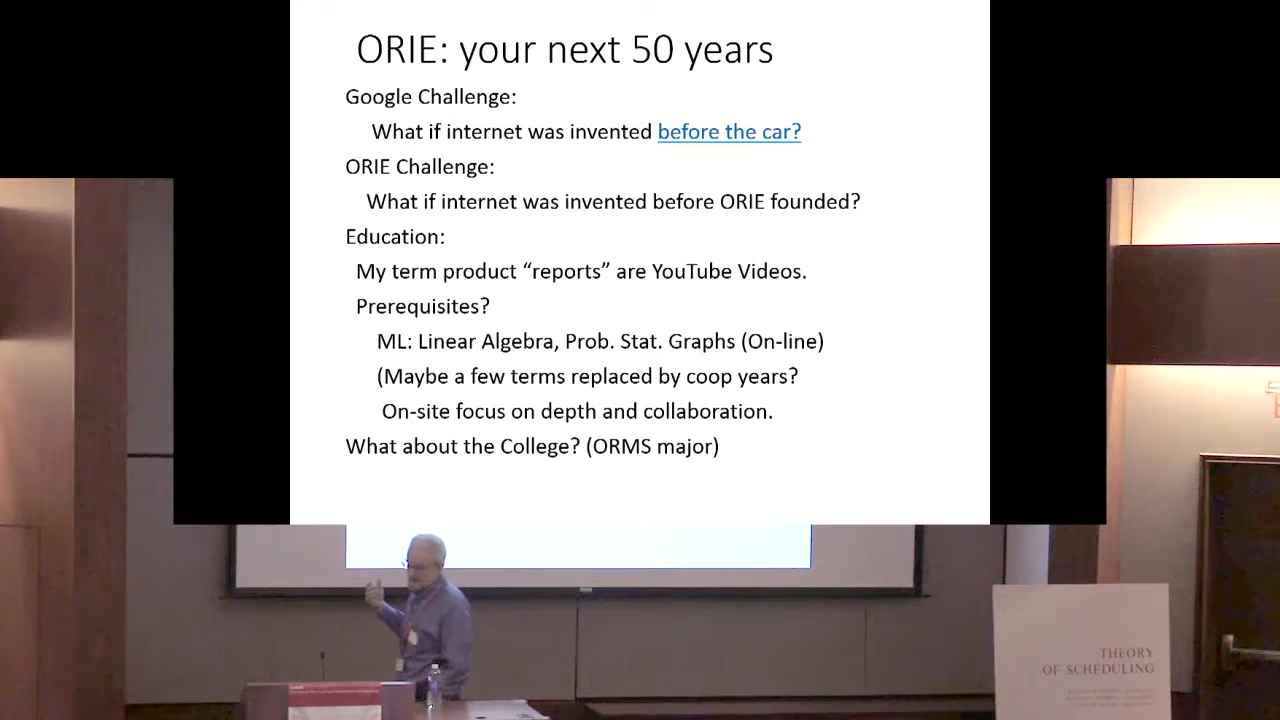 ORIE: your next 50 years
Google Challenge:
What if internet was invented before the car?
ORIE Challenge:
What if internet was invented before ORIE founded?
Education:
My term product “reports” are YouTube Videos.
Prerequisites?
ML: Linear Algebra, Prob. Stat. Graphs (On-line)
(Maybe a few terms replaced by coop years?
On-site focus on depth and collaboration.
What about the College? (ORMS major)
THEORY
OF SCHEDULING